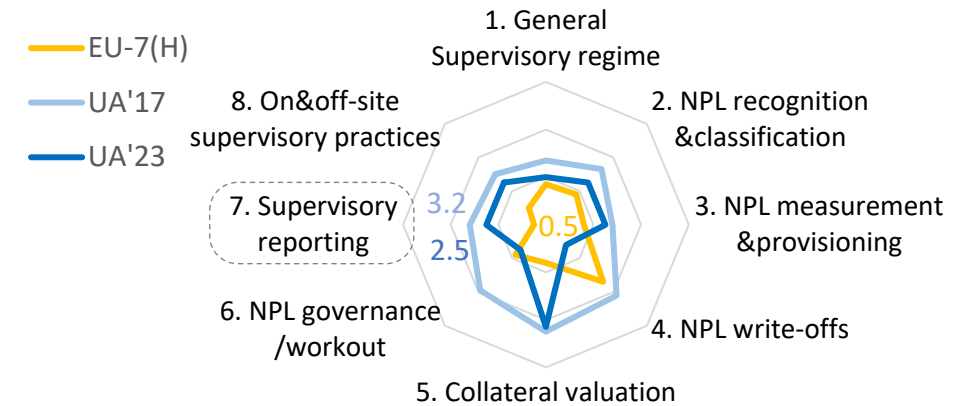 EU-7(H)
UA'17
UA'23
1. General
Supervisory regime
2. NPL recognition
&classification
3. NPL measurement
&provisioning
4. NPL write-offs
5. Collateral valuation
6. NPL governance
/workout
7. Supervisory
reporting
8. On&off-site
supervisory practices
3.2
2.5
0.5